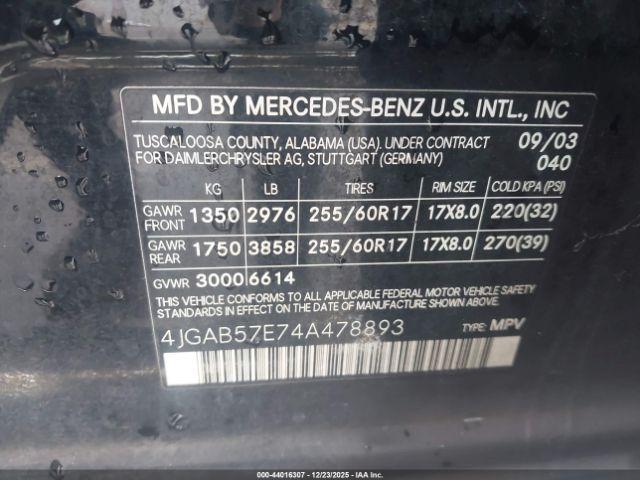 MFD BY MERCEDES-BENZ U.S. INTL., INC
TUSCALOOSA COUNTY, ALABAMA (USA). UNDER CONTRACT 09/03
FOR DAIMLERCHRYSLER AG, STUTTGART (GERMANY) 040
KG LB TIRES RIM SIZE COLD KPA (PSI)
GAWR FRONT 1350 2976 255/60R17 17X8.0 220(32)
GAWR REAR 1750 3858 255/60R17 17X8.0 270(39)
GVWR 3000 6614
THIS VEHICLE CONFORMS TO ALL APPLICABLE FEDERAL MOTOR VEHICLE SAFETY
STANDARDS IN EFFECT ON THE DATE OF MANUFACTURE SHOWN ABOVE.
4JGAB57E74A478893 TYPE: MPV
000-44016307 - 12/23/2025 -